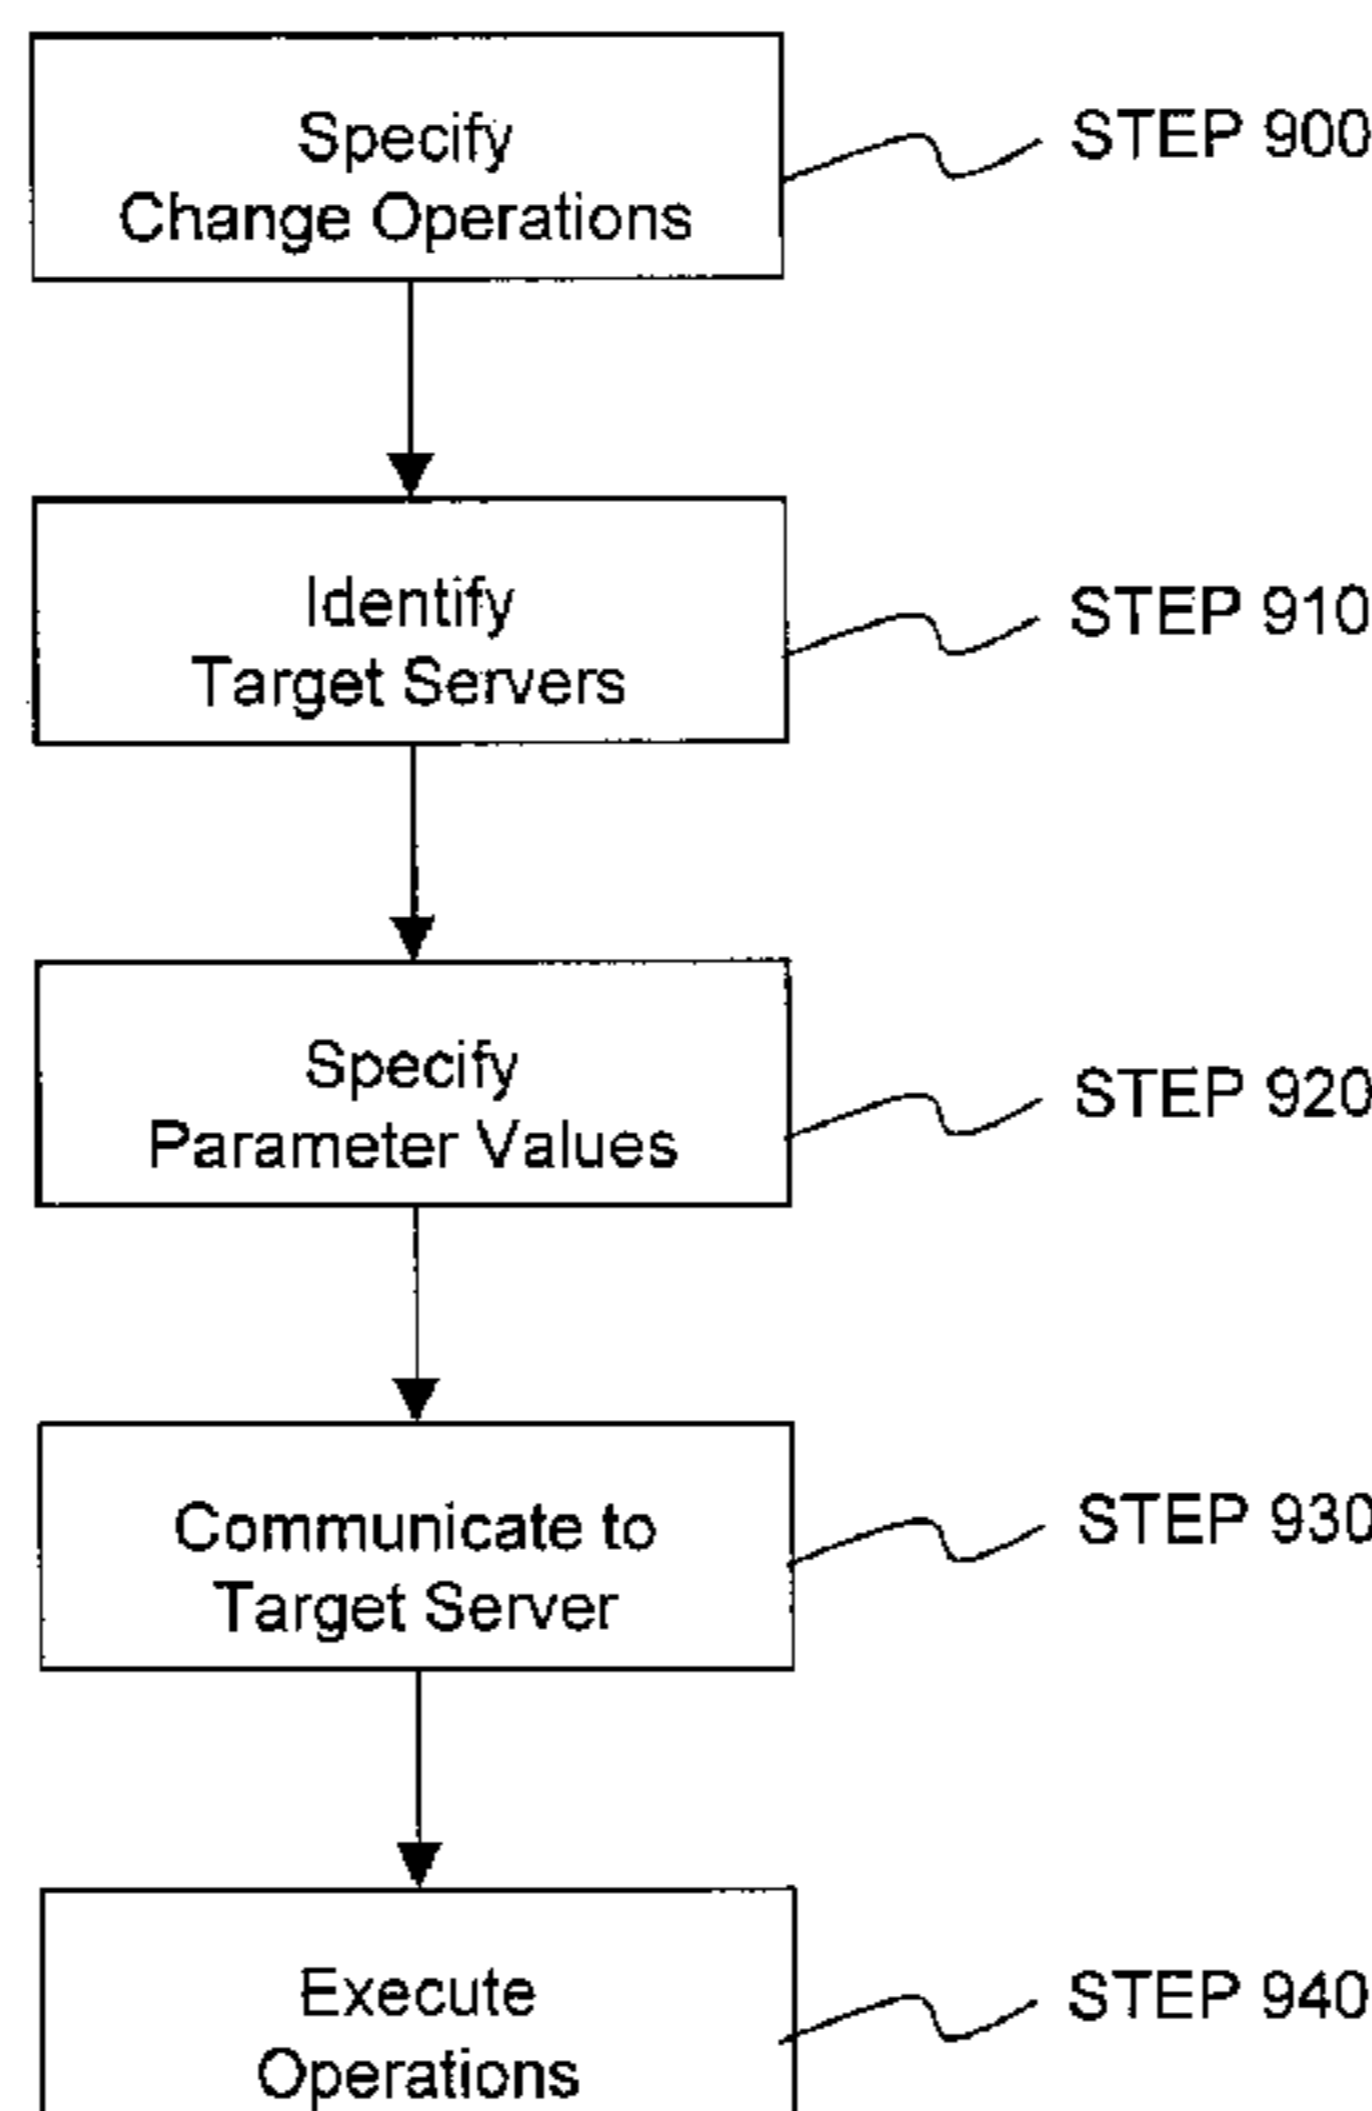 Specify
Change Operations
STEP 900
Identify
Target Servers
STEP 910
Specify
Parameter Values
STEP 920
Communicate to
Target Server
STEP 930
Execute
Operations
STEP 940